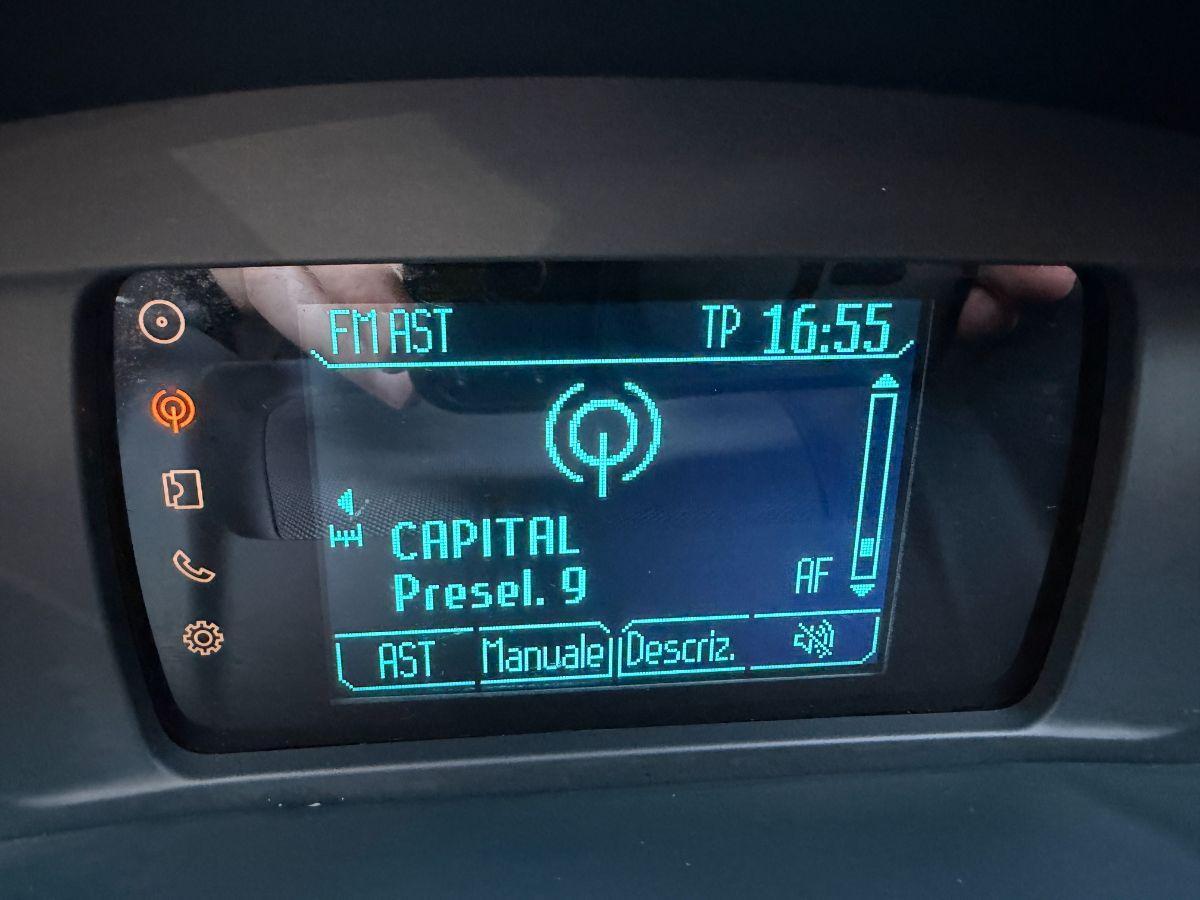 FM AST TP 16:55
CAPITAL
Presel. 9 AF
AST Manuale Descriz.